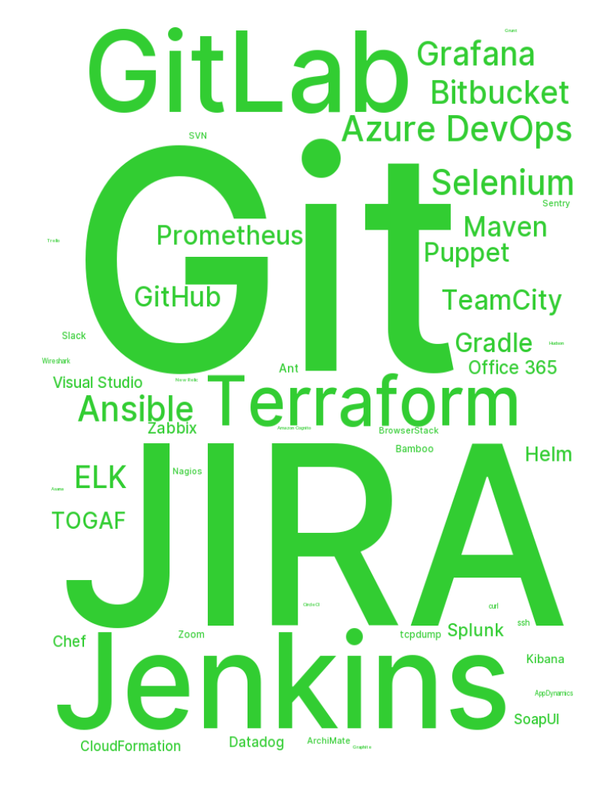 GitLab
Grafana
Bitbucket
Azure DevOps
SVN
Git
Selenium
Sentry
Prometheus
Maven
Trello
Puppet
GitHub
TeamCity
Slack
Gradle
Wireshark
Ant
Office 365
Visual Studio
Terraform
Ansible
Zabbix
BrowserStack
JIRA
Bamboo
Helm
Nagios
ELK
TOGAF
curl
ssh
Chef
Zoom
tcpdump
Splunk
Jenkins
Kibana
AppDynamics
SoapUI
CloudFormation
Datadog
ArchiMate